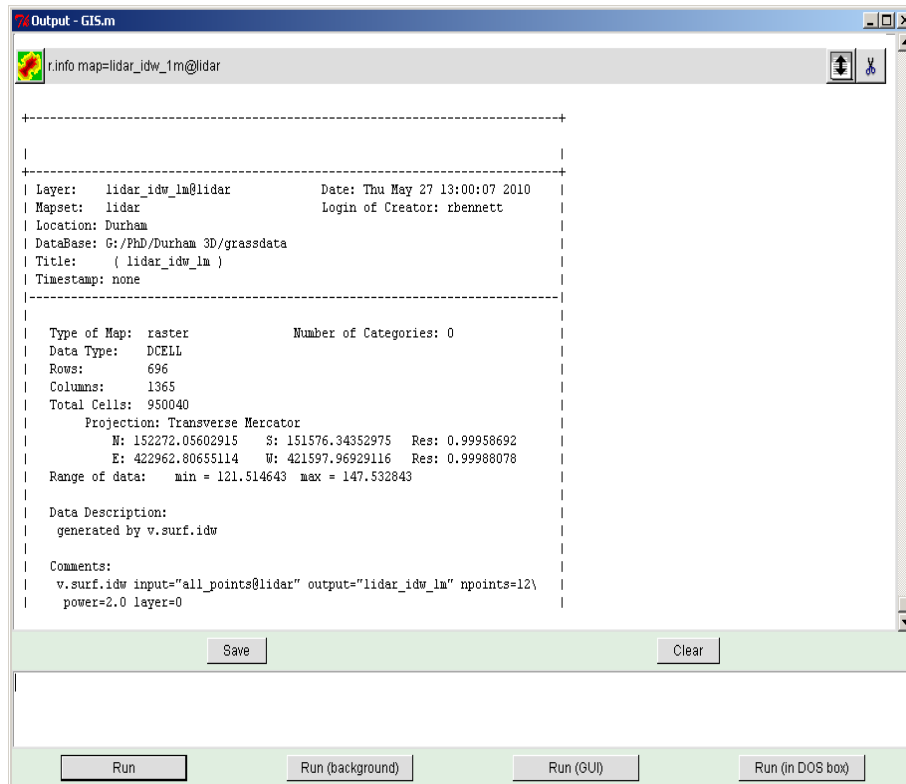 Output - GIS.m
r.info map=lidar_idw_1m@lidar
+----------------------------------------------------------------------------+
| |
+----------------------------------------------------------------------------+
| Layer: lidar_idw_1m@lidar Date: Thu May 27 13:00:07 2010 |
| Mapset: lidar Login of Creator: rbennett |
| Location: Durham |
| DataBase: G:/PhD/Durham 3D/grassdata |
| Title: ( lidar_idw_1m ) |
| Timestamp: none |
|----------------------------------------------------------------------------|
| |
| Type of Map: raster Number of Categories: 0 |
| Data Type: DCELL |
| Rows: 696 |
| Columns: 1365 |
| Total Cells: 950040 |
| Projection: Transverse Mercator |
| N: 152272.05602915 S: 151576.34352975 Res: 0.99958692 |
| E: 422962.80655114 W: 421597.96929116 Res: 0.99988078 |
| Range of data: min = 121.514643 max = 147.532843 |
| |
| Data Description: |
| generated by v.surf.idw |
| |
| Comments: |
| v.surf.idw input="all_points@lidar" output="lidar_idw_1m" npoints=12\ |
| power=2.0 layer=0 |
Save Clear
Run Run (background) Run (GUI) Run (in DOS box)